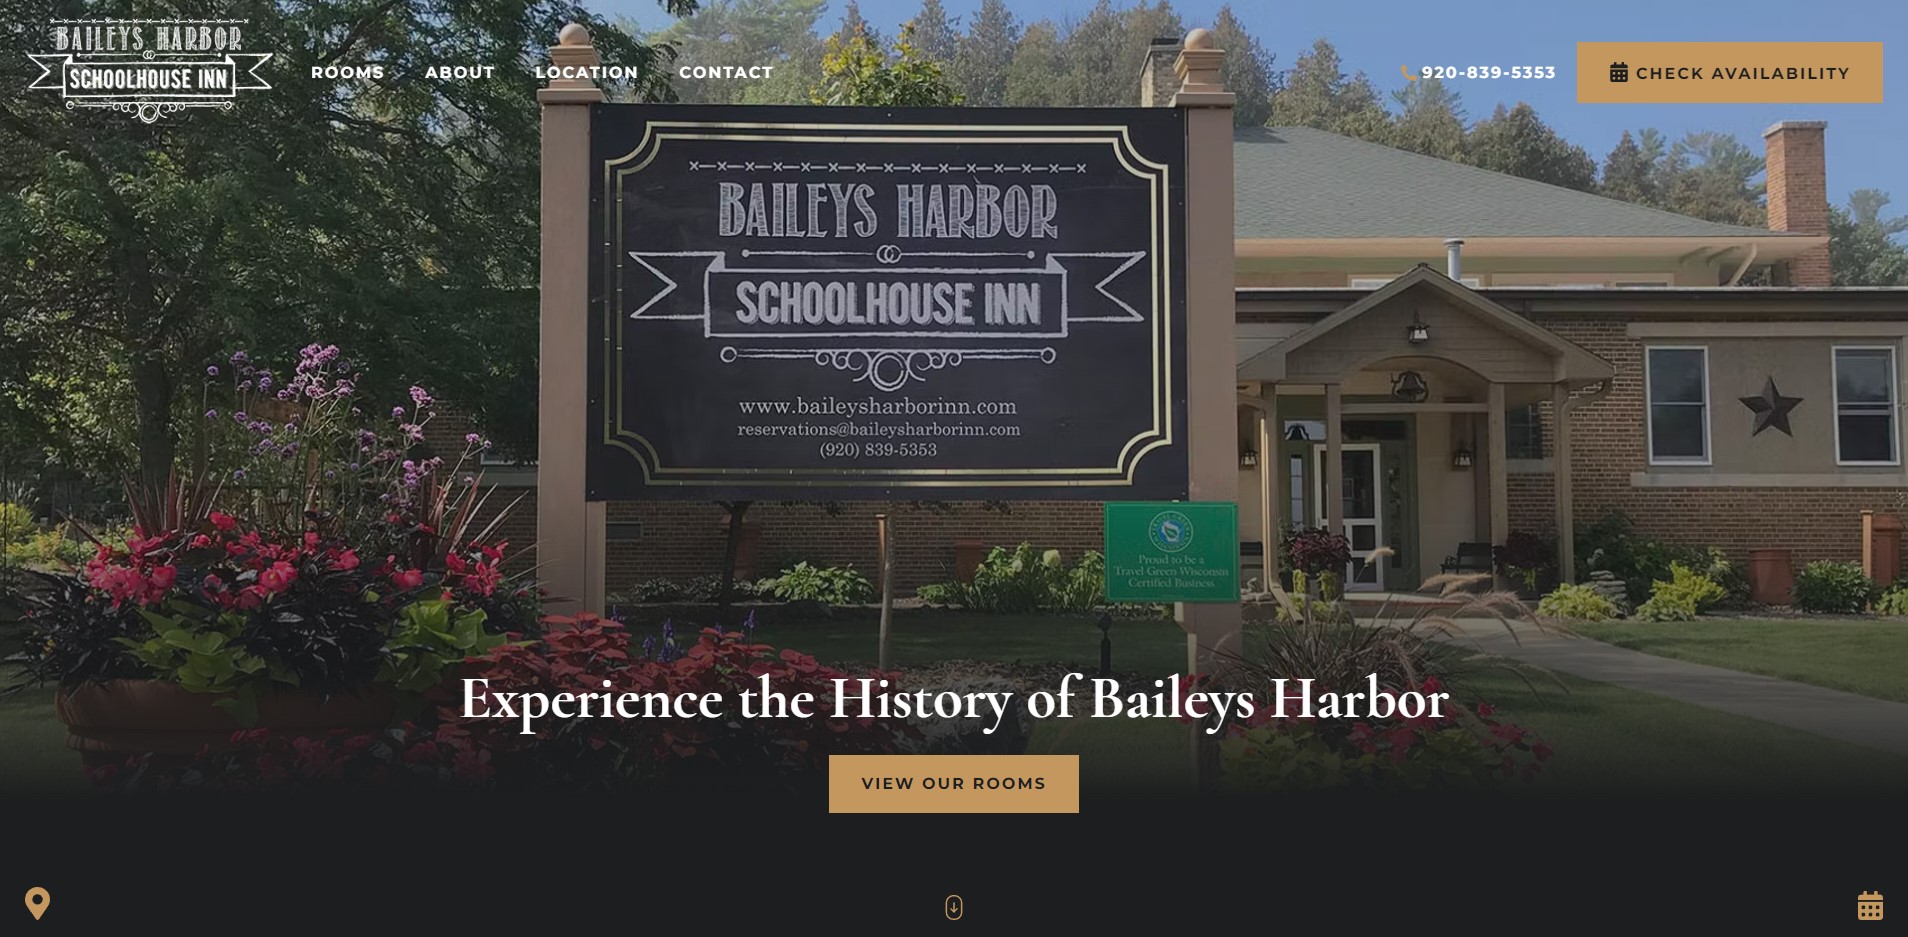 BAILEYS HARBOR
SCHOOLHOUSE INN
ROOMS
ABOUT
LOCATION
CONTACT
920-839-5353
CHECK AVAILABILITY
BAILEYS HARBOR
SCHOOLHOUSE INN
www.baileysharborinn.com
reservations@baileysharborinn.com
(920) 839-5353
Proud to be a
Travel Green Wisconsin
Certified Business
Experience the History of Baileys Harbor
VIEW OUR ROOMS